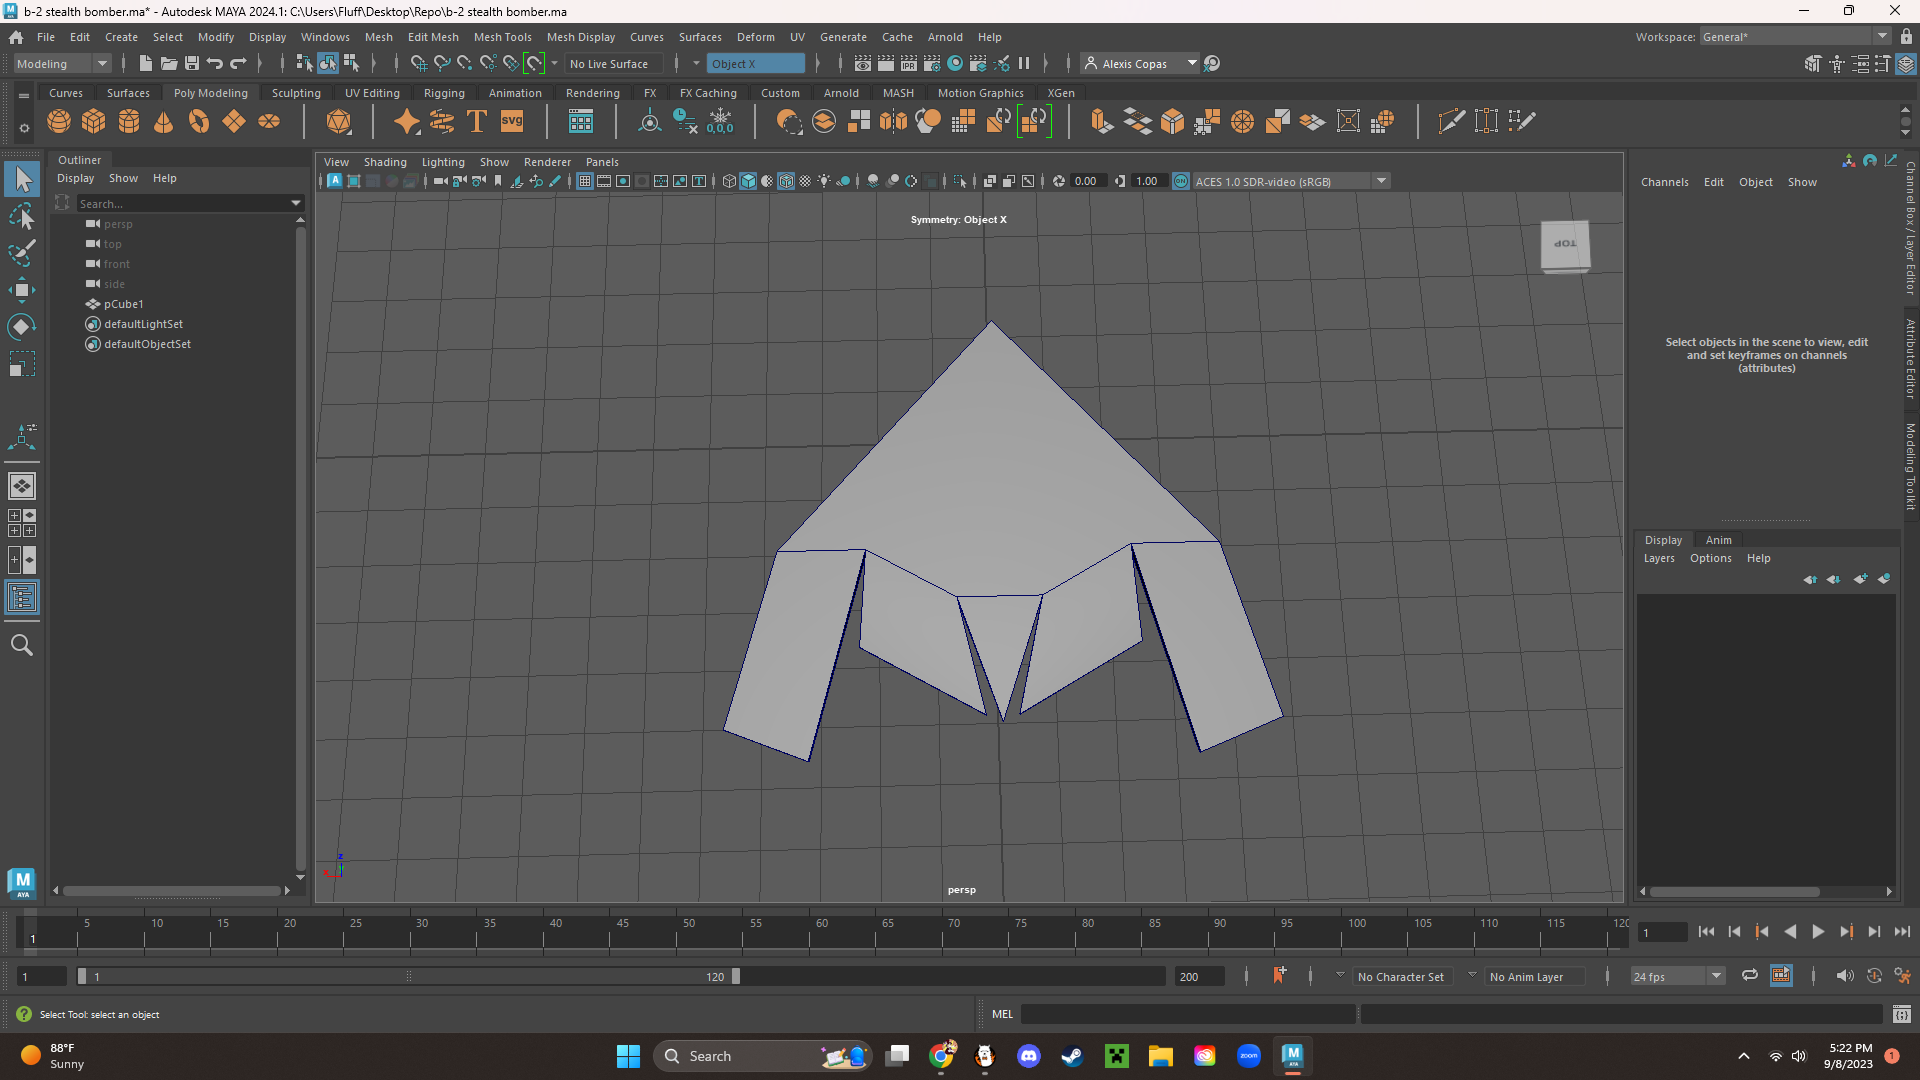 b-2 stealth bomber.ma* - Autodesk MAYA 2024.1: C:\Users\Fluff\Desktop\Repo\b-2 stealth bomber.ma
File Edit Create Select Modify Display Windows Mesh Edit Mesh Mesh Tools Mesh Display Curves Surfaces Deform UV Generate Cache Arnold Help Workspace: General*
Modeling No Live Surface Object X Alexis Copas
Curves Surfaces Poly Modeling Sculpting UV Editing Rigging Animation Rendering FX FX Caching Custom Arnold MASH Motion Graphics XGen
T svg 0,0,0
Outliner
Display Show Help
Search...
persp
top
front
side
pCube1
defaultLightSet
defaultObjectSet
View Shading Lighting Show Renderer Panels
0.00 1.00 ON ACES 1.0 SDR-video (sRGB)
Symmetry: Object X
TOP
z
x
persp
Channels Edit Object Show
Select objects in the scene to view, edit
and set keyframes on channels
(attributes)
Channel Box / Layer Editor
Attribute Editor
Modeling Toolkit
Display Anim
Layers Options Help
M
AYA
5 10 15 20 25 30 35 40 45 50 55 60 65 70 75 80 85 90 95 100 105 110 115 120
1 1
1 1 120 200 No Character Set No Anim Layer 24 fps
Select Tool: select an object MEL
88°F
Sunny
Search
zoom
5:22 PM
9/8/2023
1